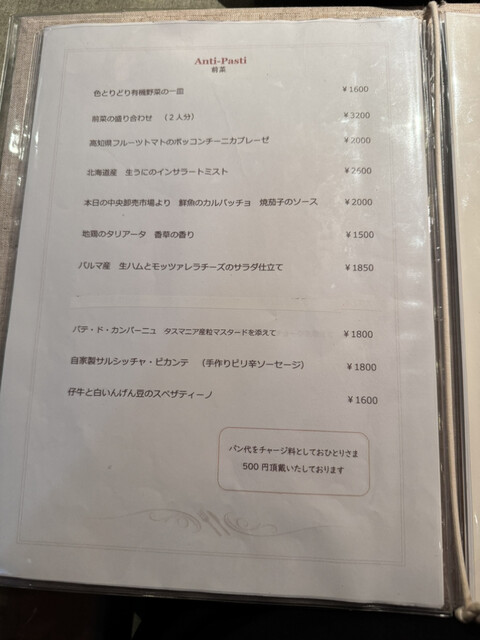 Anti-Pasti
前菜
色とりどり有機野菜の一皿 ¥1600
前菜の盛り合わせ （２人分） ¥3200
高知県フルーツトマトのボッコンチーニカプレーゼ ¥2000
北海道産 生うにのインサラートミスト ¥2600
本日の中央卸売市場より 鮮魚のカルパッチョ 焼茄子のソース ¥2000
地鶏のタリアータ 香草の香り ¥1500
パルマ産 生ハムとモッツァレラチーズのサラダ仕立て ¥1850
パテ・ド・カンパーニュ タスマニア産粒マスタードを添えて ¥1800
自家製サルシッチャ・ピカンテ （手作りピリ辛ソーセージ） ¥1800
仔牛と白いんげん豆のスペザティーノ ¥1600
パン代をチャージ料としておひとりさま
500 円頂戴いたしております